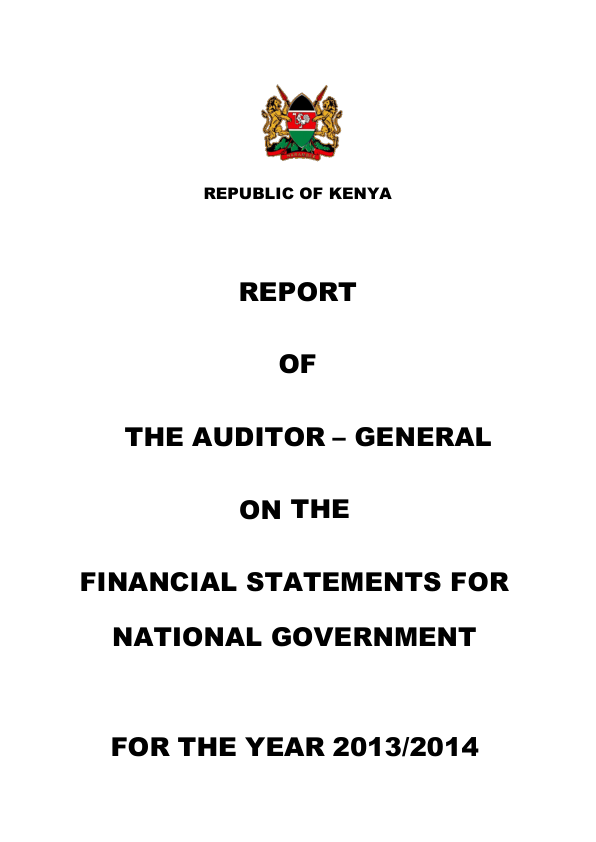 REPUBLIC OF KENYA
REPORT
OF
THE AUDITOR – GENERAL
ON THE
FINANCIAL STATEMENTS FOR
NATIONAL GOVERNMENT
FOR THE YEAR 2013/2014